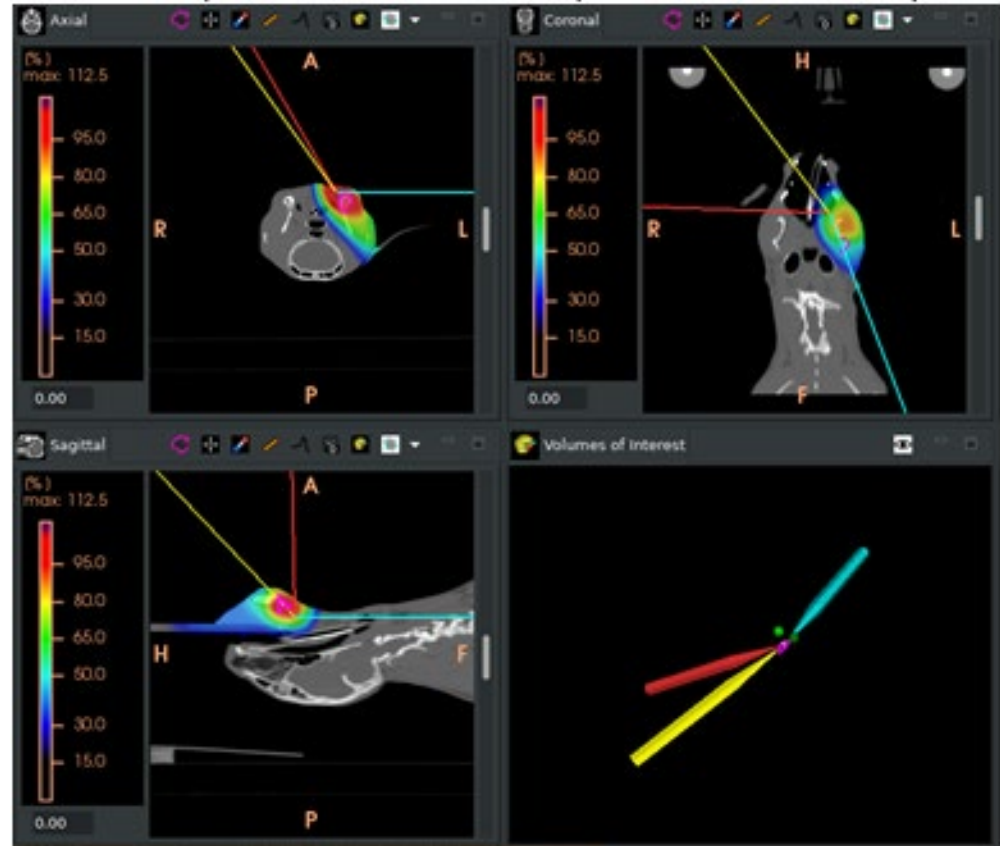 Axial
(%)
max: 112.5
95.0
80.0
65.0
50.0
30.0
15.0
0.00
A
R
L
P
Coronal
(%)
max: 112.5
95.0
80.0
65.0
50.0
30.0
15.0
0.00
H
R
L
F
Sagittal
(%)
max: 112.5
95.0
80.0
65.0
50.0
30.0
15.0
0.00
A
H
F
P
Volumes of Interest